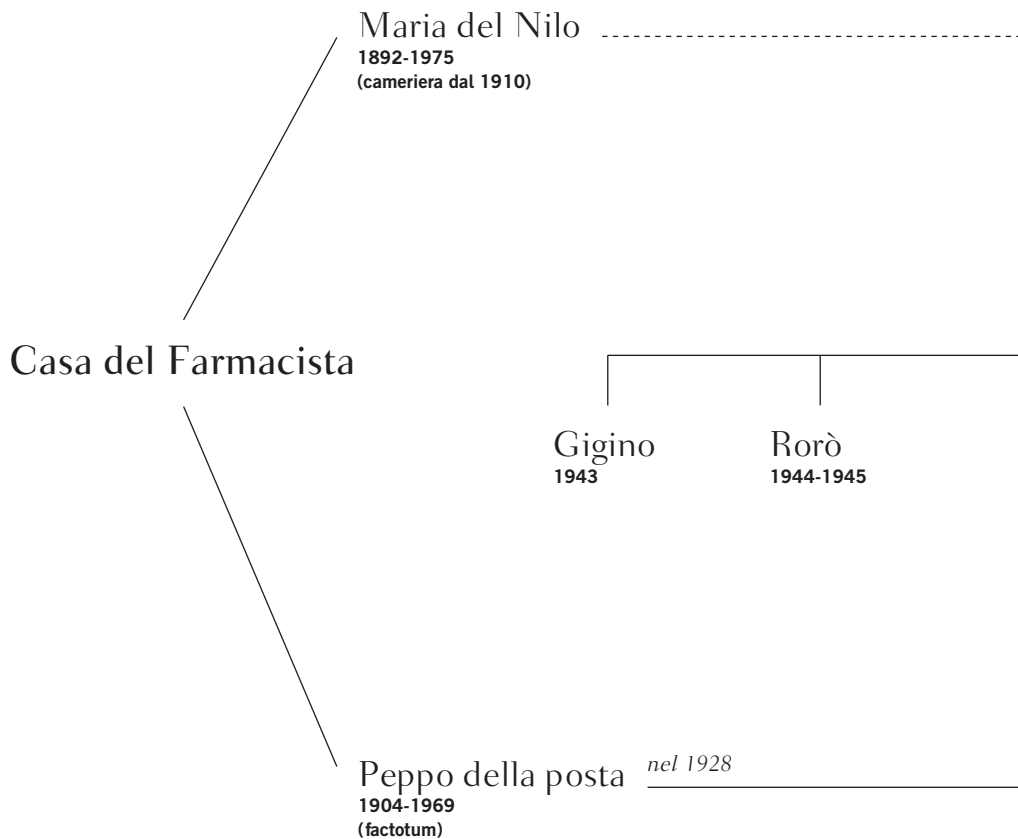 Maria del Nilo
1892-1975
(cameriera dal 1910)
Casa del Farmacista
Gigino
1943
Rorò
1944-1945
Peppo della posta
nel 1928
1904-1969
(factotum)